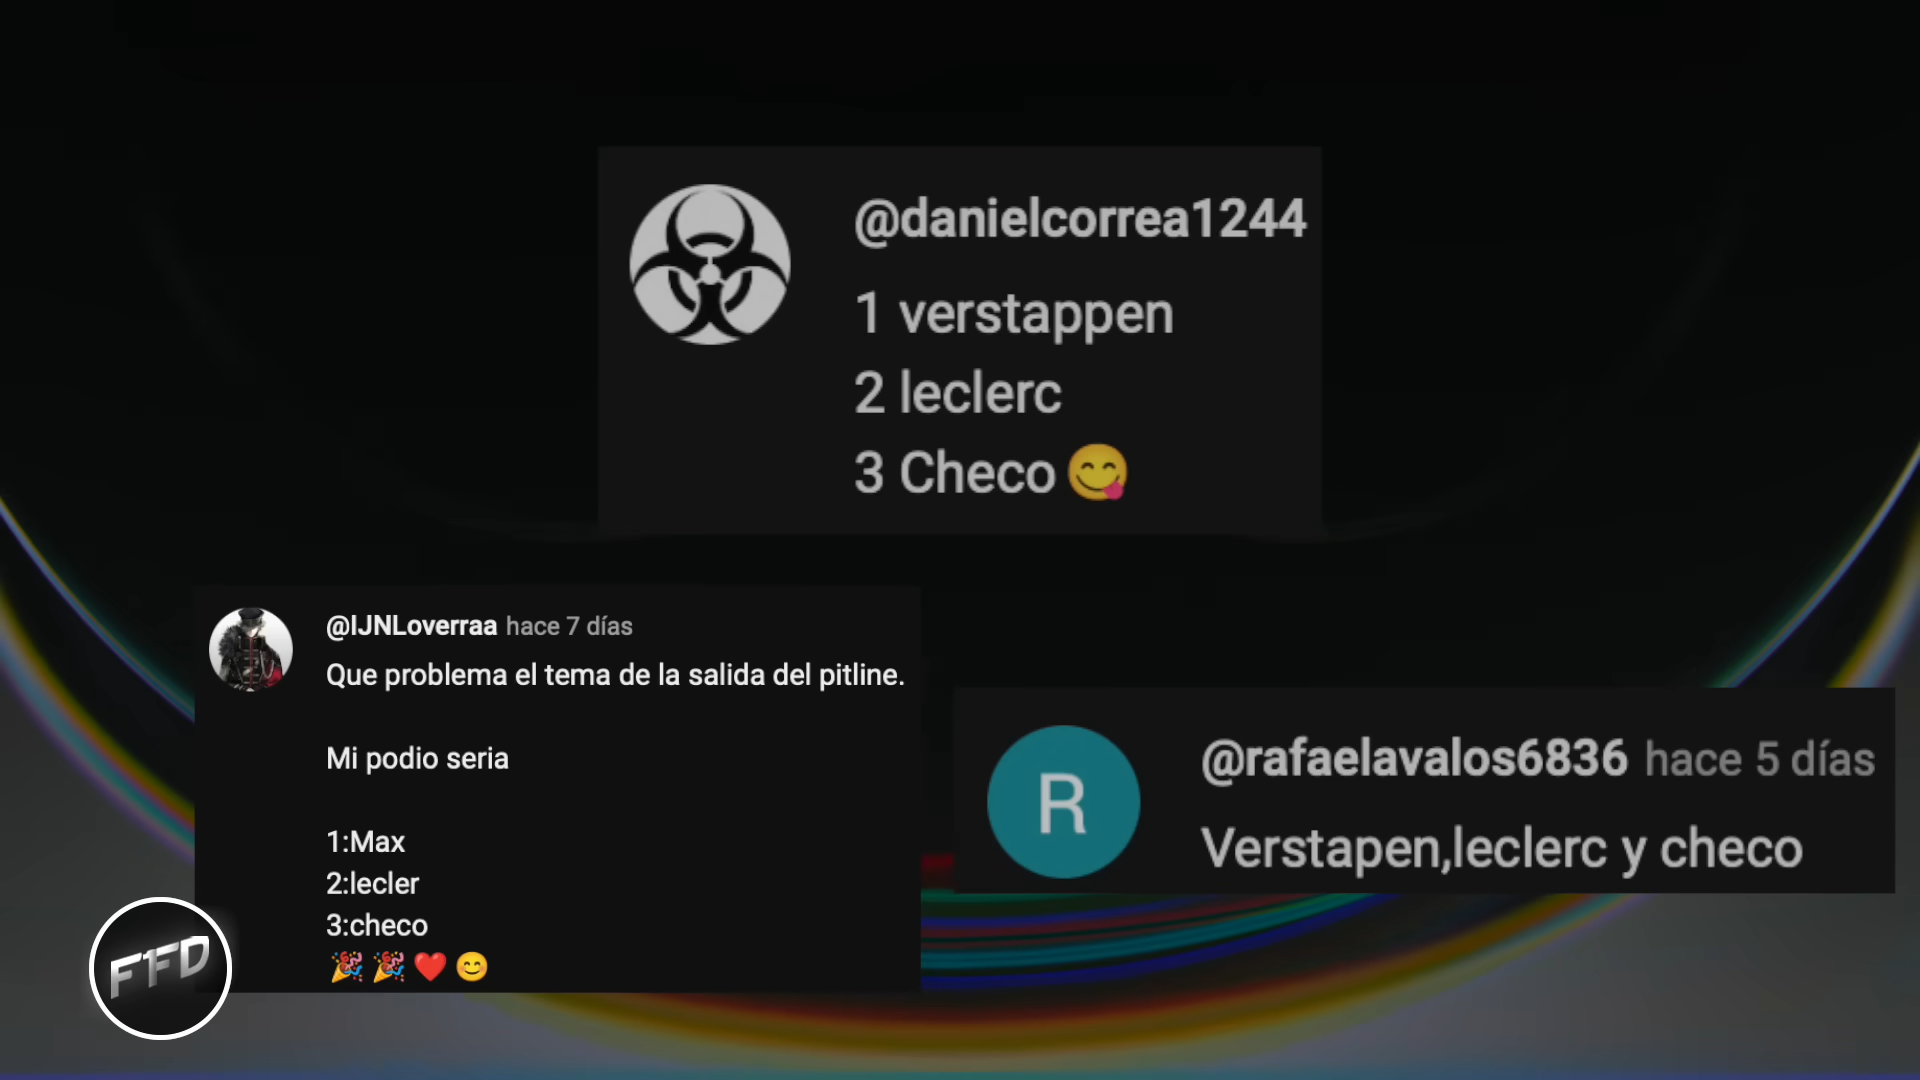 @danielcorrea1244
1 verstappen
2 leclerc
3 Checo 😋
@IJNLoverraa hace 7 días
Que problema el tema de la salida del pitline.
Mi podio seria
1:Max
2:lecler
3:checo
🎉 🎉 ❤️ 😊
R
@rafaelavalos6836 hace 5 días
Verstapen,leclerc y checo
F1FD